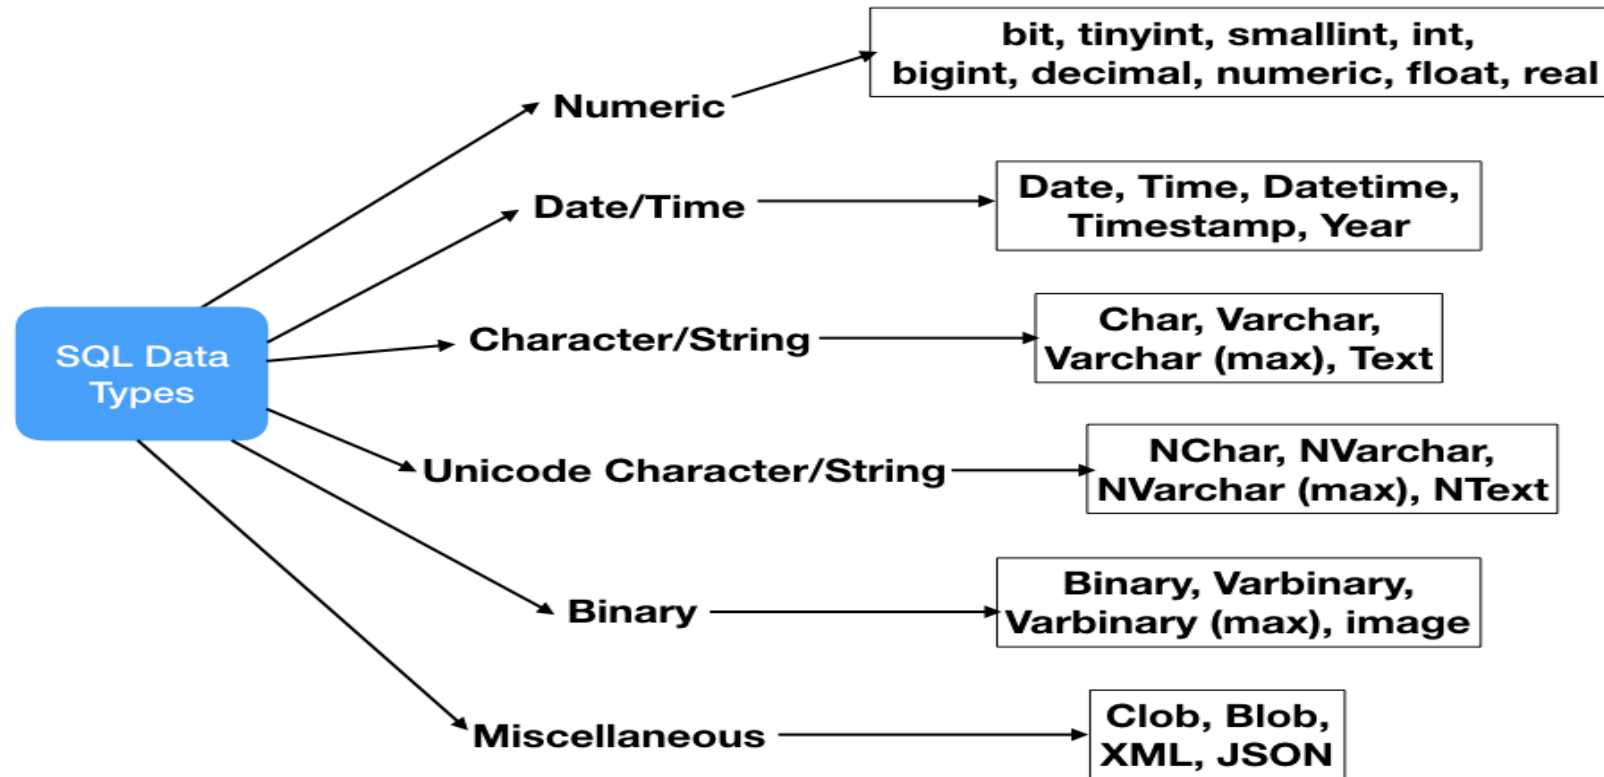 bit, tinyint, smallint, int,
bigint, decimal, numeric, float, real
Numeric
Date, Time, Datetime,
Timestamp, Year
Date/Time
Char, Varchar,
Varchar (max), Text
Character/String
SQL Data
Types
NChar, NVarchar,
NVarchar (max), NText
Unicode Character/String
Binary, Varbinary,
Varbinary (max), image
Binary
Clob, Blob,
XML, JSON
Miscellaneous